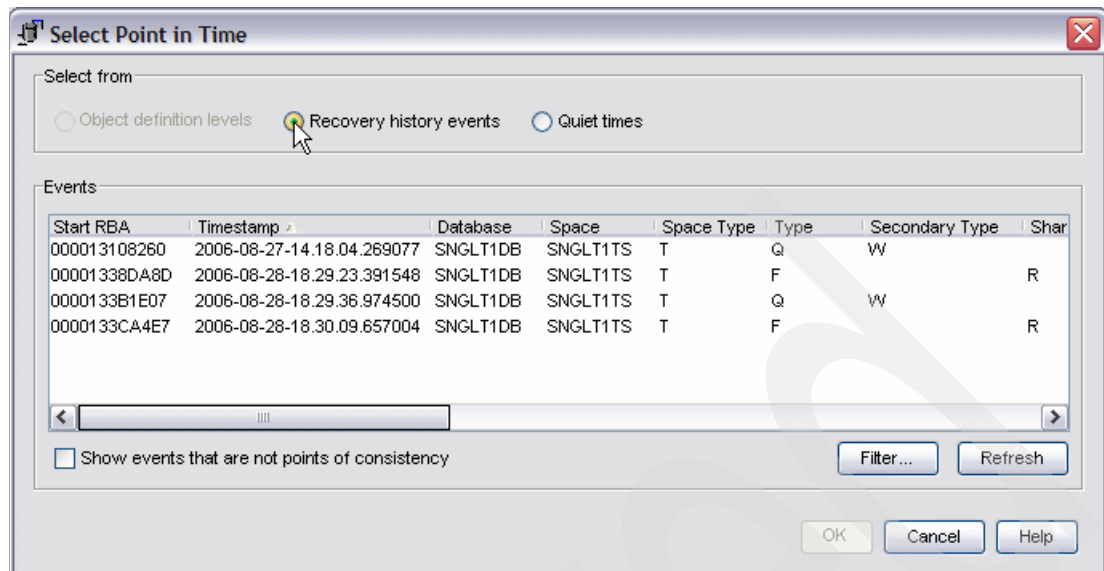 Select Point in Time
Select from
Object definition levels Recovery history events Quiet times
Events
Start RBA Timestamp Database Space Space Type Type Secondary Type Shar
000013108260 2006-08-27-14.18.04.269077 SNGLT1DB SNGLT1TS T Q W
00001338DA8D 2006-08-28-18.29.23.391548 SNGLT1DB SNGLT1TS T F R
0000133B1E07 2006-08-28-18.29.36.974500 SNGLT1DB SNGLT1TS T Q W
0000133CA4E7 2006-08-28-18.30.09.657004 SNGLT1DB SNGLT1TS T F R
Show events that are not points of consistency Filter... Refresh
OK Cancel Help